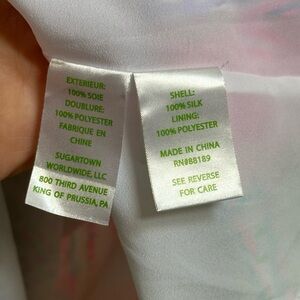 EXTERIEUR:
100% SOIE
DOUBLURE:
100% POLYESTER
FABRIQUE EN
CHINE
SUGARTOWN
WORLDWIDE, LLC
800 THIRD AVENUE
KING OF PRUSSIA, PA
SHELL:
100% SILK
LINING:
100% POLYESTER
MADE IN CHINA
RN#88189
SEE REVERSE
FOR CARE